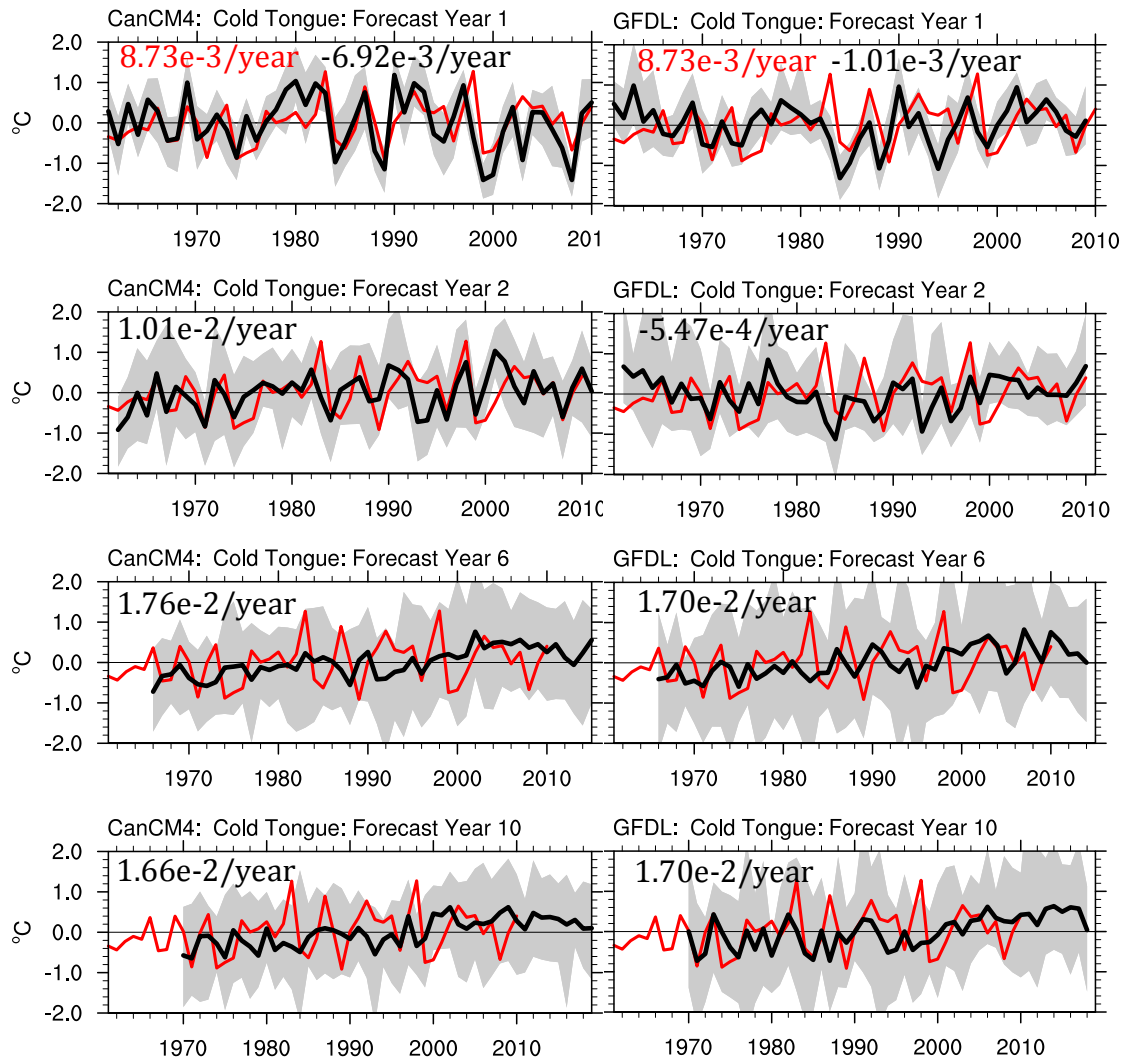 CanCM4: Cold Tongue: Forecast Year 1
8.73e-3/year -6.92e-3/year
°C
2.0
1.0
0.0
-1.0
-2.0
1970 1980 1990 2000 201
GFDL: Cold Tongue: Forecast Year 1
8.73e-3/year -1.01e-3/year
1970 1980 1990 2000 2010
CanCM4: Cold Tongue: Forecast Year 2
1.01e-2/year
°C
2.0
1.0
0.0
-1.0
-2.0
1970 1980 1990 2000 2010
GFDL: Cold Tongue: Forecast Year 2
-5.47e-4/year
1970 1980 1990 2000 2010
CanCM4: Cold Tongue: Forecast Year 6
1.76e-2/year
°C
2.0
1.0
0.0
-1.0
-2.0
1970 1980 1990 2000 2010
GFDL: Cold Tongue: Forecast Year 6
1.70e-2/year
1970 1980 1990 2000 2010
CanCM4: Cold Tongue: Forecast Year 10
1.66e-2/year
°C
2.0
1.0
0.0
-1.0
-2.0
1970 1980 1990 2000 2010
GFDL: Cold Tongue: Forecast Year 10
1.70e-2/year
1970 1980 1990 2000 2010